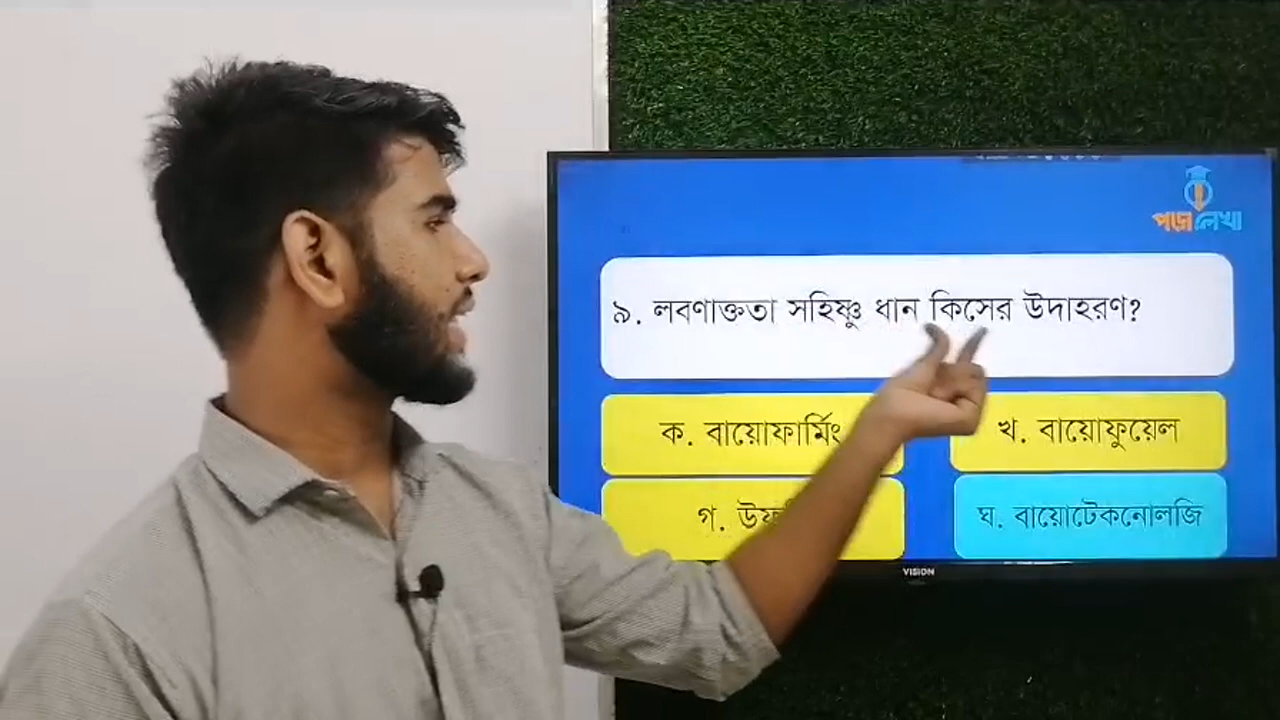 পড়ালেখা
৯. লবণাক্ততা সহিষ্ণু ধান কিসের উদাহরণ?
ক. বায়োফার্মিং
খ. বায়োফুয়েল
গ.
ঘ. বায়োটেকনোলজি
VISION